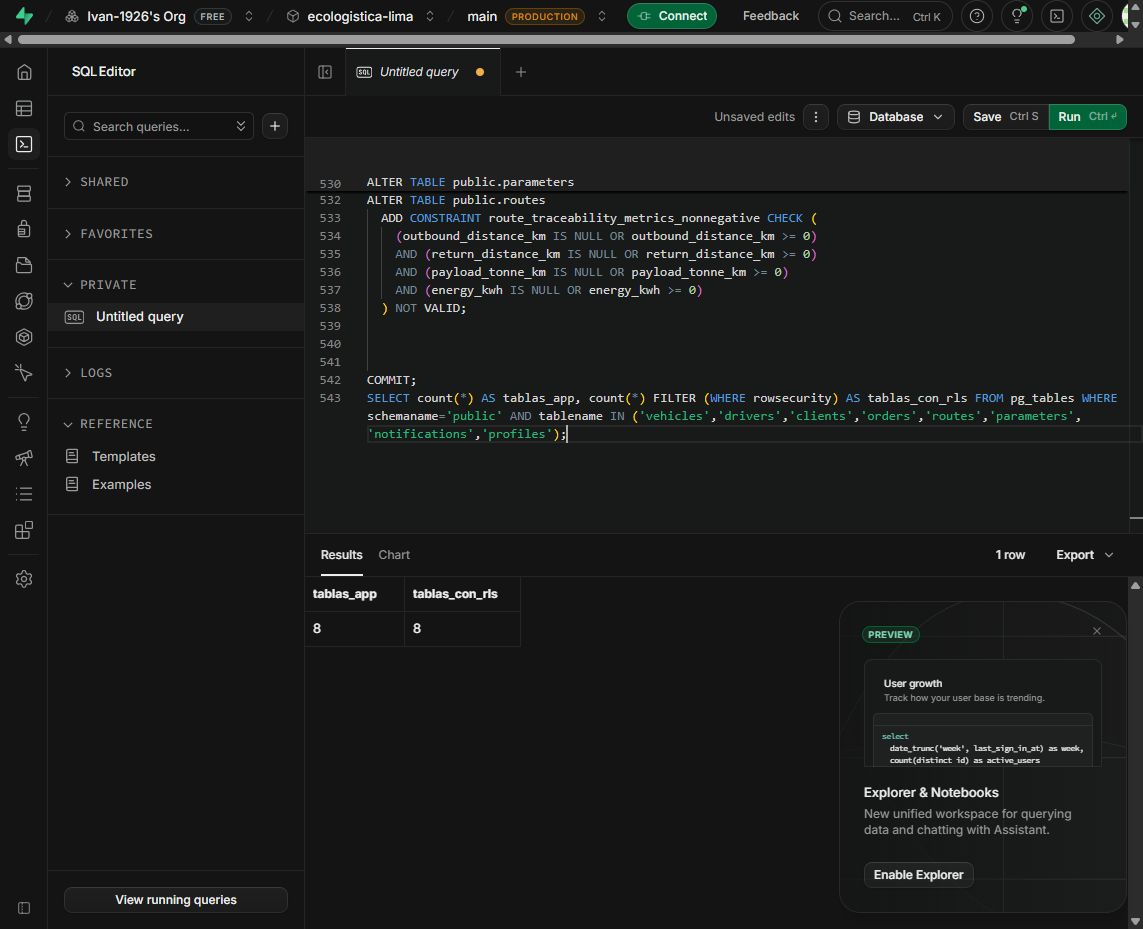 Ivan-1926's Org FREE / ecologistica-lima main PRODUCTION Connect Feedback Search... Ctrl K
SQL Editor
SQL Untitled query
Search queries...
Unsaved edits Database Save Ctrl S Run Ctrl ↵
SHARED
FAVORITES
PRIVATE
SQL Untitled query
LOGS
REFERENCE
Templates
Examples
View running queries
530 ALTER TABLE public.parameters
532 ALTER TABLE public.routes
533 ADD CONSTRAINT route_traceability_metrics_nonnegative CHECK (
534 (outbound_distance_km IS NULL OR outbound_distance_km >= 0)
535 AND (return_distance_km IS NULL OR return_distance_km >= 0)
536 AND (payload_tonne_km IS NULL OR payload_tonne_km >= 0)
537 AND (energy_kwh IS NULL OR energy_kwh >= 0)
538 ) NOT VALID;
539
540
541
542 COMMIT;
543 SELECT count(*) AS tablas_app, count(*) FILTER (WHERE rowsecurity) AS tablas_con_rls FROM pg_tables WHERE
schemaname='public' AND tablename IN ('vehicles','drivers','clients','orders','routes','parameters',
'notifications','profiles');
Results Chart 1 row Export
tablas_app tablas_con_rls
8 8
PREVIEW
User growth
Track how your user base is trending.
select
date_trunc('week', last_sign_in_at) as week,
count(distinct id) as active_users
Explorer & Notebooks
New unified workspace for querying
data and chatting with Assistant.
Enable Explorer